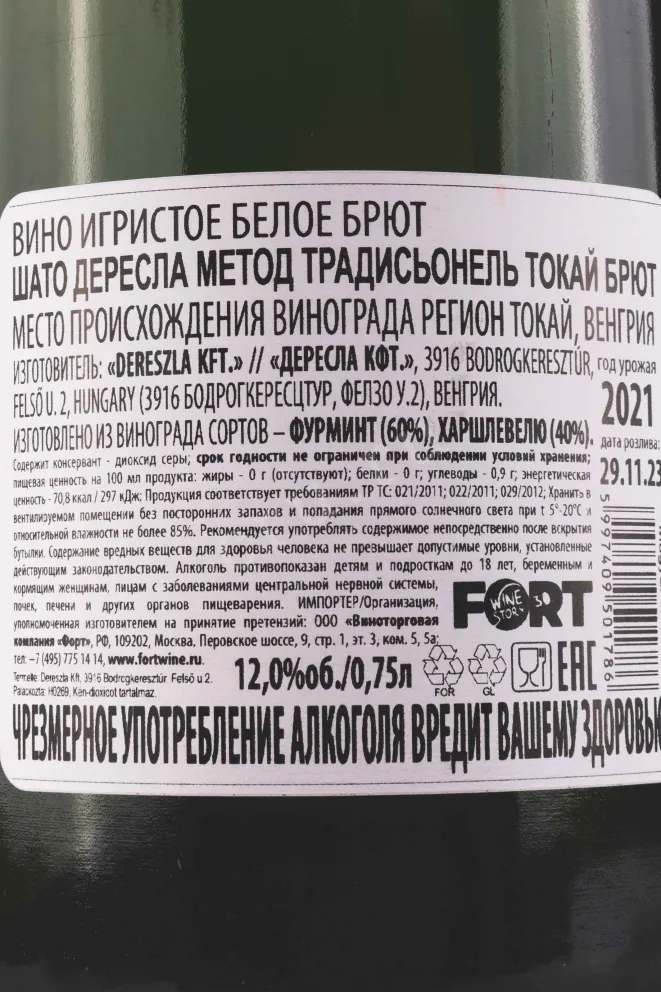 ВИНО ИГРИСТОЕ БЕЛОЕ БРЮТ
ШАТО ДЕРЕСЛА МЕТОД ТРАДИСЬОНЕЛЬ ТОКАЙ БРЮТ
МЕСТО ПРОИСХОЖДЕНИЯ ВИНОГРАДА РЕГИОН ТОКАЙ, ВЕНГРИЯ
ИЗГОТОВИТЕЛЬ: «DERESZLA KFT.» // «ДЕРЕСЛА КФТ.», 3916 BODROGKERESZTÚR,
FELSŐ U. 2, HUNGARY (3916 БОДРОГКЕРЕСЦТУР, ФЕЛЗО У.2), ВЕНГРИЯ.
ИЗГОТОВЛЕНО ИЗ ВИНОГРАДА СОРТОВ – ФУРМИНТ (60%), ХАРШЛЕВЕЛЮ (40%).
год урожая
2021
дата розлива:
29.11.23
Содержит консервант - диоксид серы; срок годности не ограничен при соблюдении условий хранения;
пищевая ценность на 100 мл продукта: жиры - 0 г (отсутствуют); белки - 0 г; углеводы - 0,9 г; энергетическая
ценность - 70,8 ккал / 297 кДж; Продукция соответствует требованиям ТР ТС: 021/2011; 022/2011; 029/2012; Хранить в
вентилируемом помещении без посторонних запахов и попадания прямого солнечного света при t 5°-20°С и
относительной влажности не более 85%. Рекомендуется употреблять содержимое непосредственно после вскрытия
бутылки. Содержание вредных веществ для здоровья человека не превышает допустимые уровни, установленные
действующим законодательством. Алкоголь противопоказан детям и подросткам до 18 лет, беременным и
кормящим женщинам, лицам с заболеваниями центральной нервной системы,
почек, печени и других органов пищеварения. ИМПОРТЕР/Организация,
уполномоченная изготовителем на принятие претензий: ООО «Виноторговая
компания «Форт», РФ, 109202, Москва, Перовское шоссе, 9, стр. 1, эт. 3, ком. 5, 5а;
тел: +7 (495) 775 14 14, www.fortwine.ru.
Termelle: Dereszla Kft, 3916 Bodrogkeresztúr Felső u 2.
Palackozta: H0269, Kén-dioxiot tartalmaz.
12,0%об./0,75л
FORT
WINE
STORE
3
FOR
GL
EAC
5 997409 501786
ЧРЕЗМЕРНОЕ УПОТРЕБЛЕНИЕ АЛКОГОЛЯ ВРЕДИТ ВАШЕМУ ЗДОРОВЬЮ